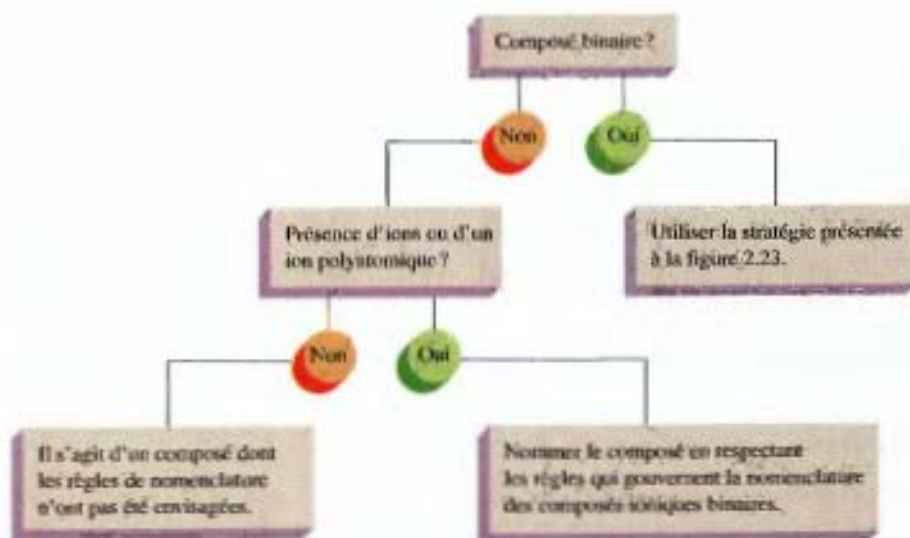 Composé binaire ?
Non
Oui
Présence d'ions ou d'un
ion polyatomique ?
Utiliser la stratégie présentée
à la figure 2.23.
Non
Oui
Il s'agit d'un composé dont
les règles de nomenclature
n'ont pas été envisagées.
Nommer le composé en respectant
les règles qui gouvernent la nomenclature
des composés ioniques binaires.